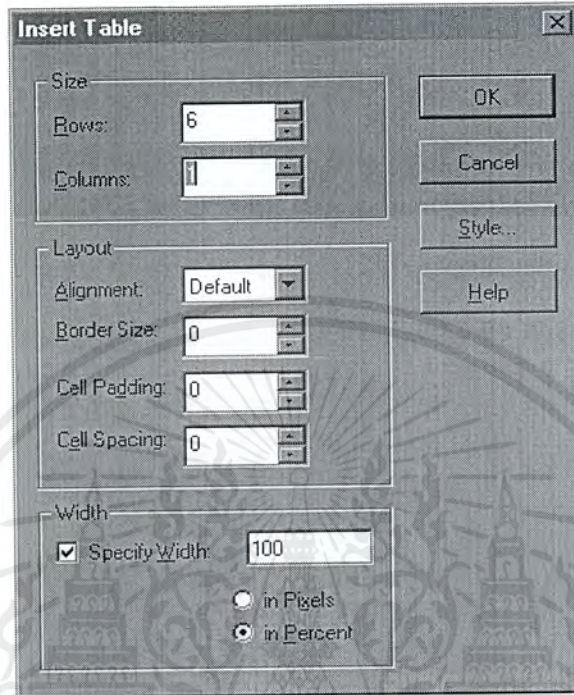 Insert Table
Size
Rows: 6
Columns: 1
Layout
Alignment: Default
Border Size: 0
Cell Padding: 0
Cell Spacing: 0
Width
Specify Width: 100
in Pixels
in Percent
OK
Cancel
Style...
Help